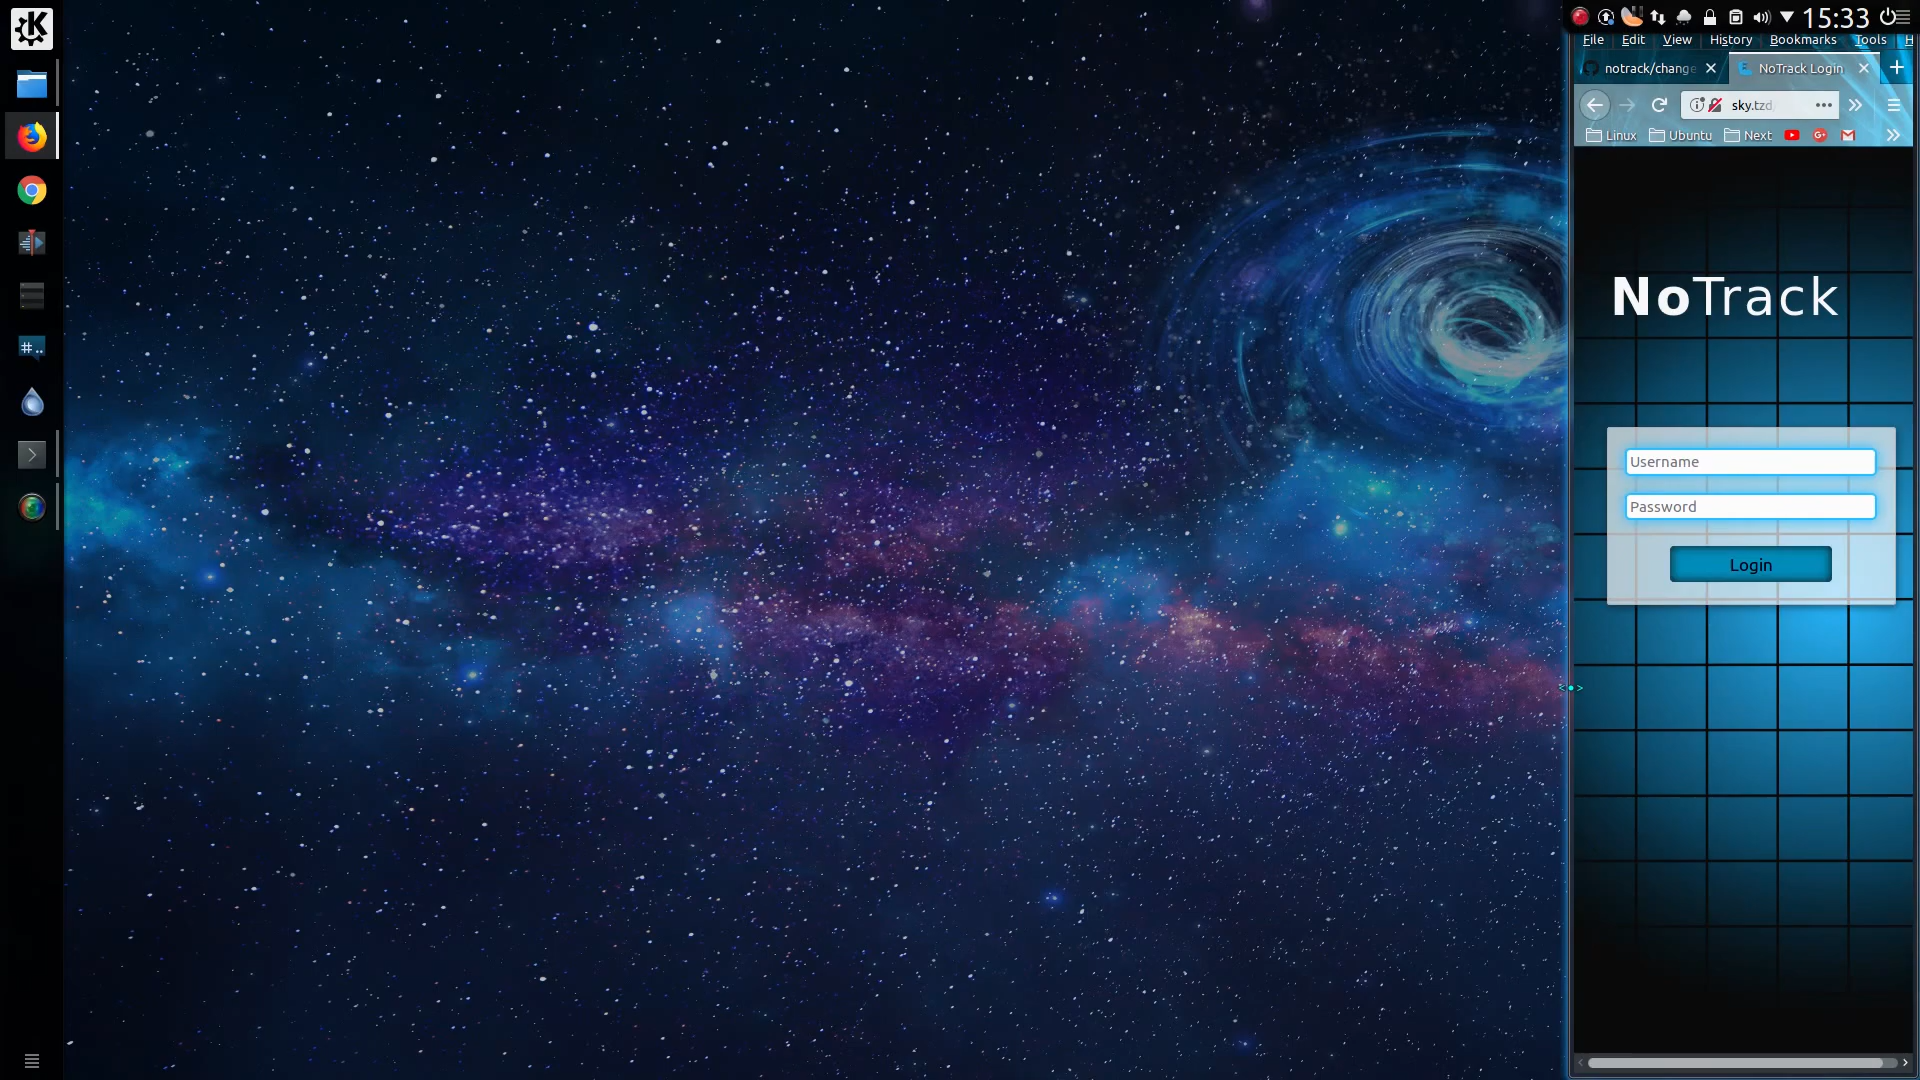 15:33
File Edit View History Bookmarks Tools H
notrack/change NoTrack Login
sky.tzd
Linux Ubuntu Next
NoTrack
Username
Password
Login
#..